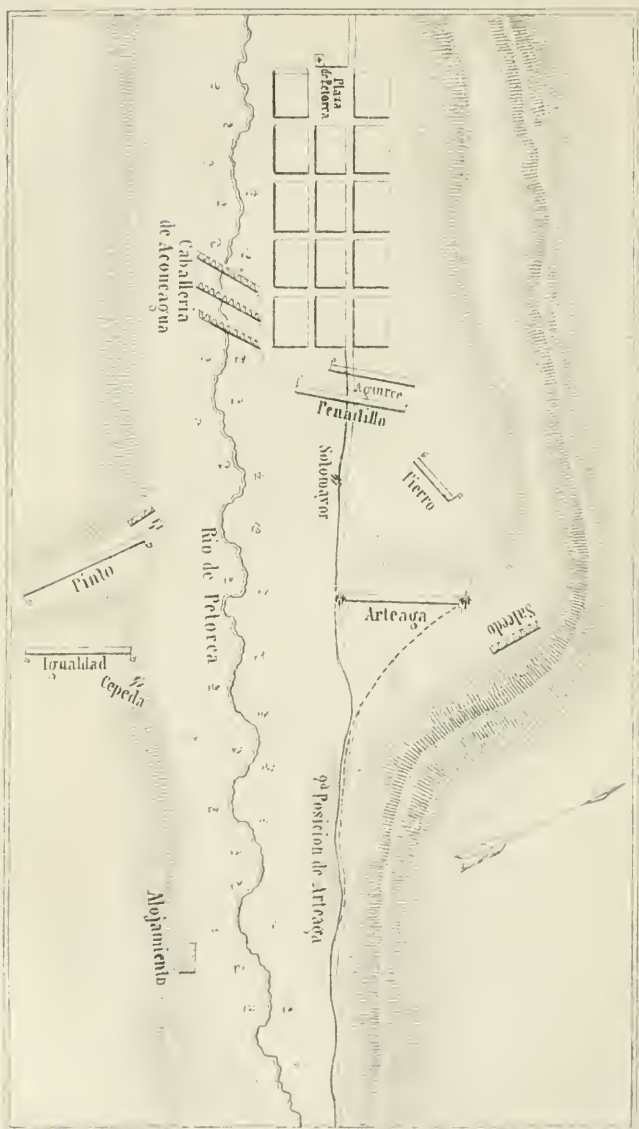 Plaza
de Petorca
Caballeria
de Aconcagua
Aguirre
Penadillo
Sotomayor
Fierro
Pinto
Rio de Petorca
Arteaga
Salcedo
Igualdad
Cepeda
2ª Posicion de Arteaga
Alojamiento